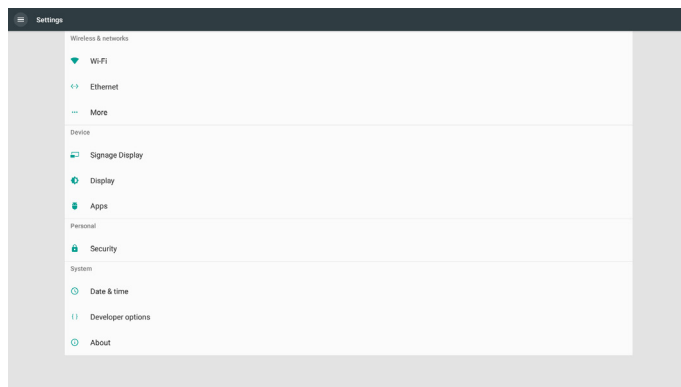 Settings
Wireless & networks
Wi-Fi
Ethernet
More
Device
Signage Display
Display
Apps
Personal
Security
System
Date & time
Developer options
About